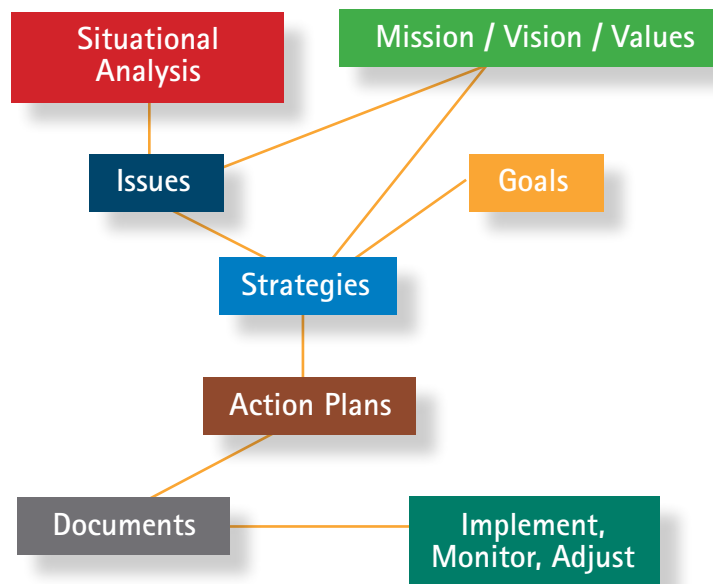 Situational
Analysis
Mission / Vision / Values
Issues
Goals
Strategies
Action Plans
Documents
Implement,
Monitor, Adjust